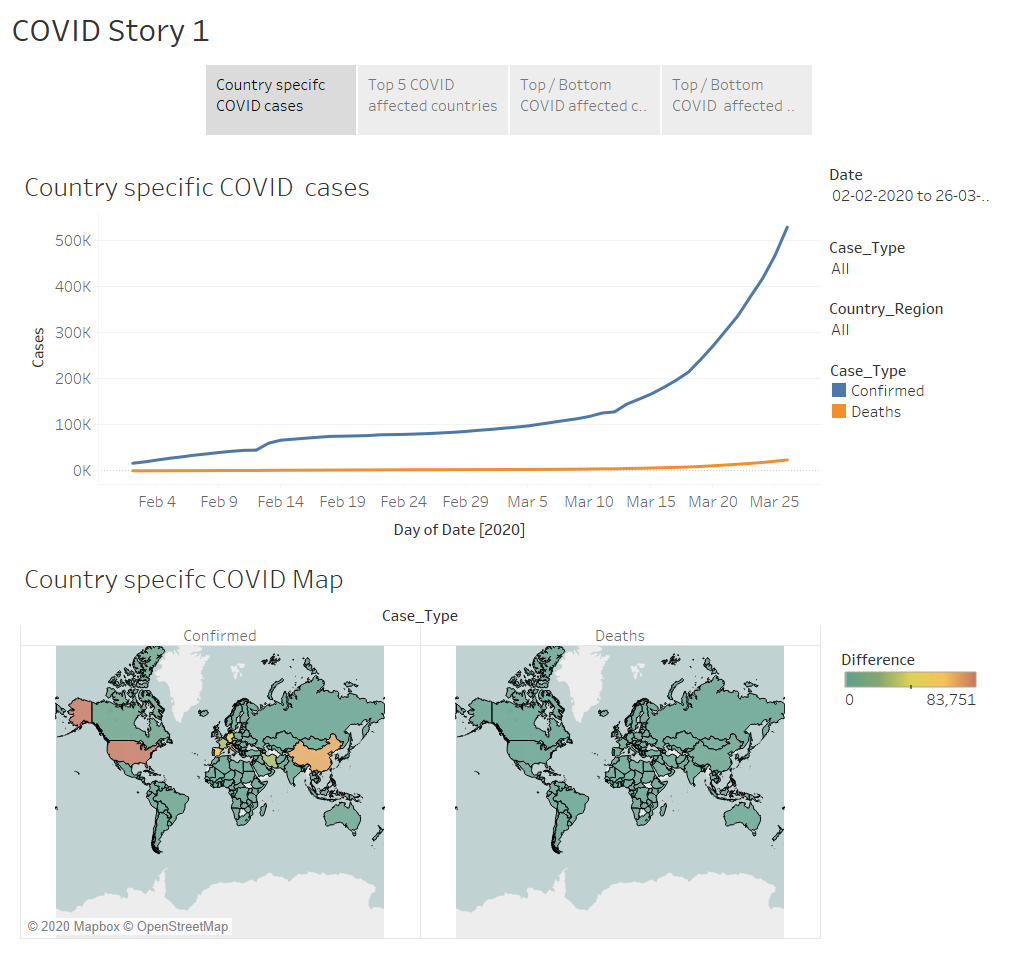 COVID Story 1
Country specifc
COVID cases
Top 5 COVID
affected countries
Top / Bottom
COVID affected c..
Top / Bottom
COVID  affected ..
Country specific COVID  cases
Date
02-02-2020 to 26-03-..
Case_Type
All
Country_Region
All
Case_Type
Confirmed
Deaths
500K
400K
300K
200K
100K
0K
Cases
Feb 4
Feb 9
Feb 14
Feb 19
Feb 24
Feb 29
Mar 5
Mar 10
Mar 15
Mar 20
Mar 25
Day of Date [2020]
Country specifc COVID Map
Case_Type
Confirmed
Deaths
Difference
0
83,751
© 2020 Mapbox © OpenStreetMap